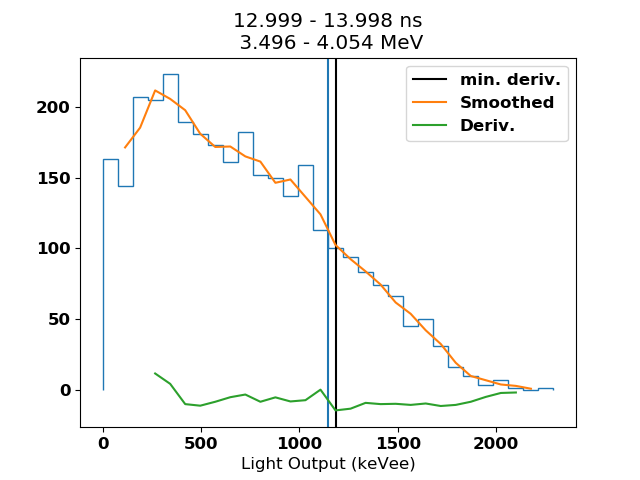 12.999 - 13.998 ns
3.496 - 4.054 MeV
min. deriv.
Smoothed
Deriv.
200
150
100
50
0
0 500 1000 1500 2000
Light Output (keVee)